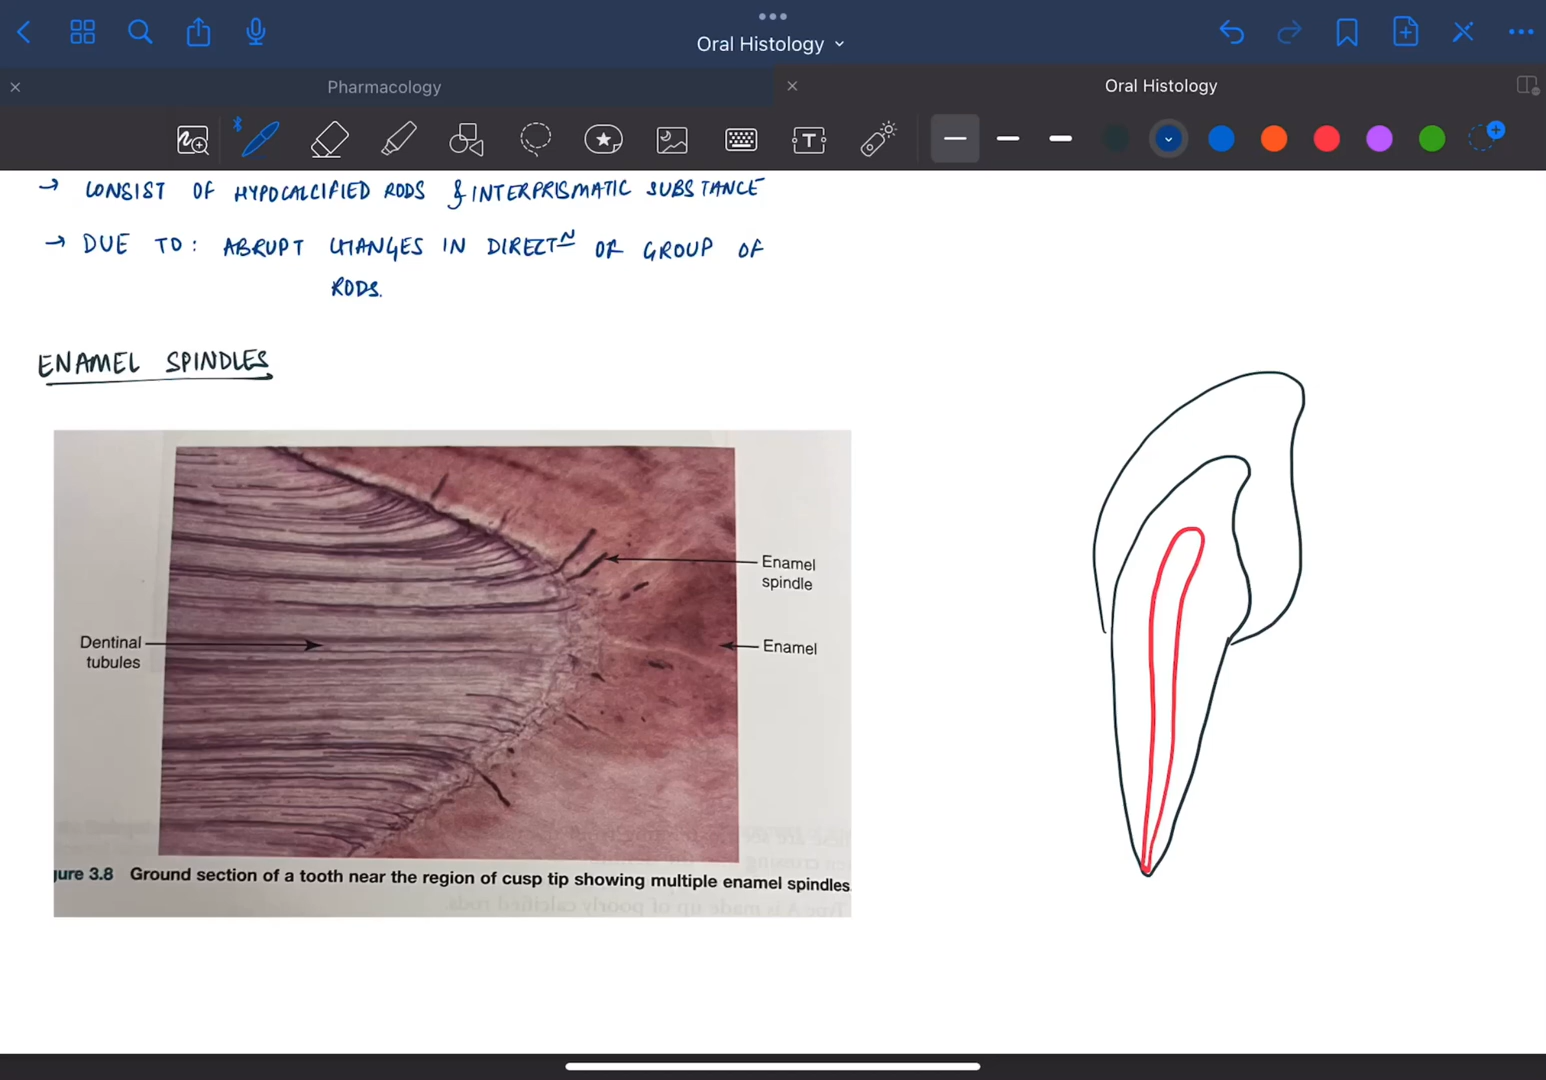 Oral Histology
Pharmacology
Oral Histology
→ CONSIST OF HYPOCALCIFIED RODS & INTERPRISMATIC SUBSTANCE
→ DUE TO: ABRUPT CHANGES IN DIRECTN OF GROUP OF
RODS.
ENAMEL SPINDLES
Enamel
spindle
Dentinal
tubules
Enamel
gure 3.8 Ground section of a tooth near the region of cusp tip showing multiple enamel spindles.